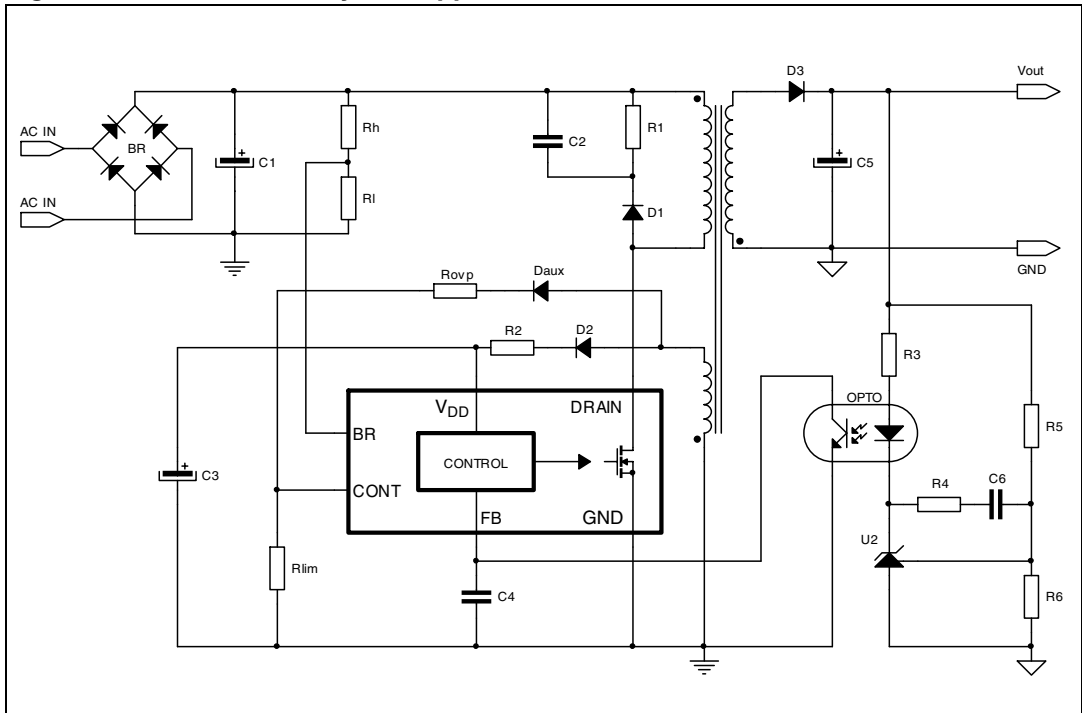 D3
Vout
AC IN
BR
AC IN
C1
+
Rh
Rl
C2
R1
D1
C5
+
GND
Rovp
Daux
R2
D2
R3
OPTO
R5
VDD
DRAIN
BR
CONTROL
CONT
FB
GND
C3
+
R4
C6
U2
Rlim
C4
R6